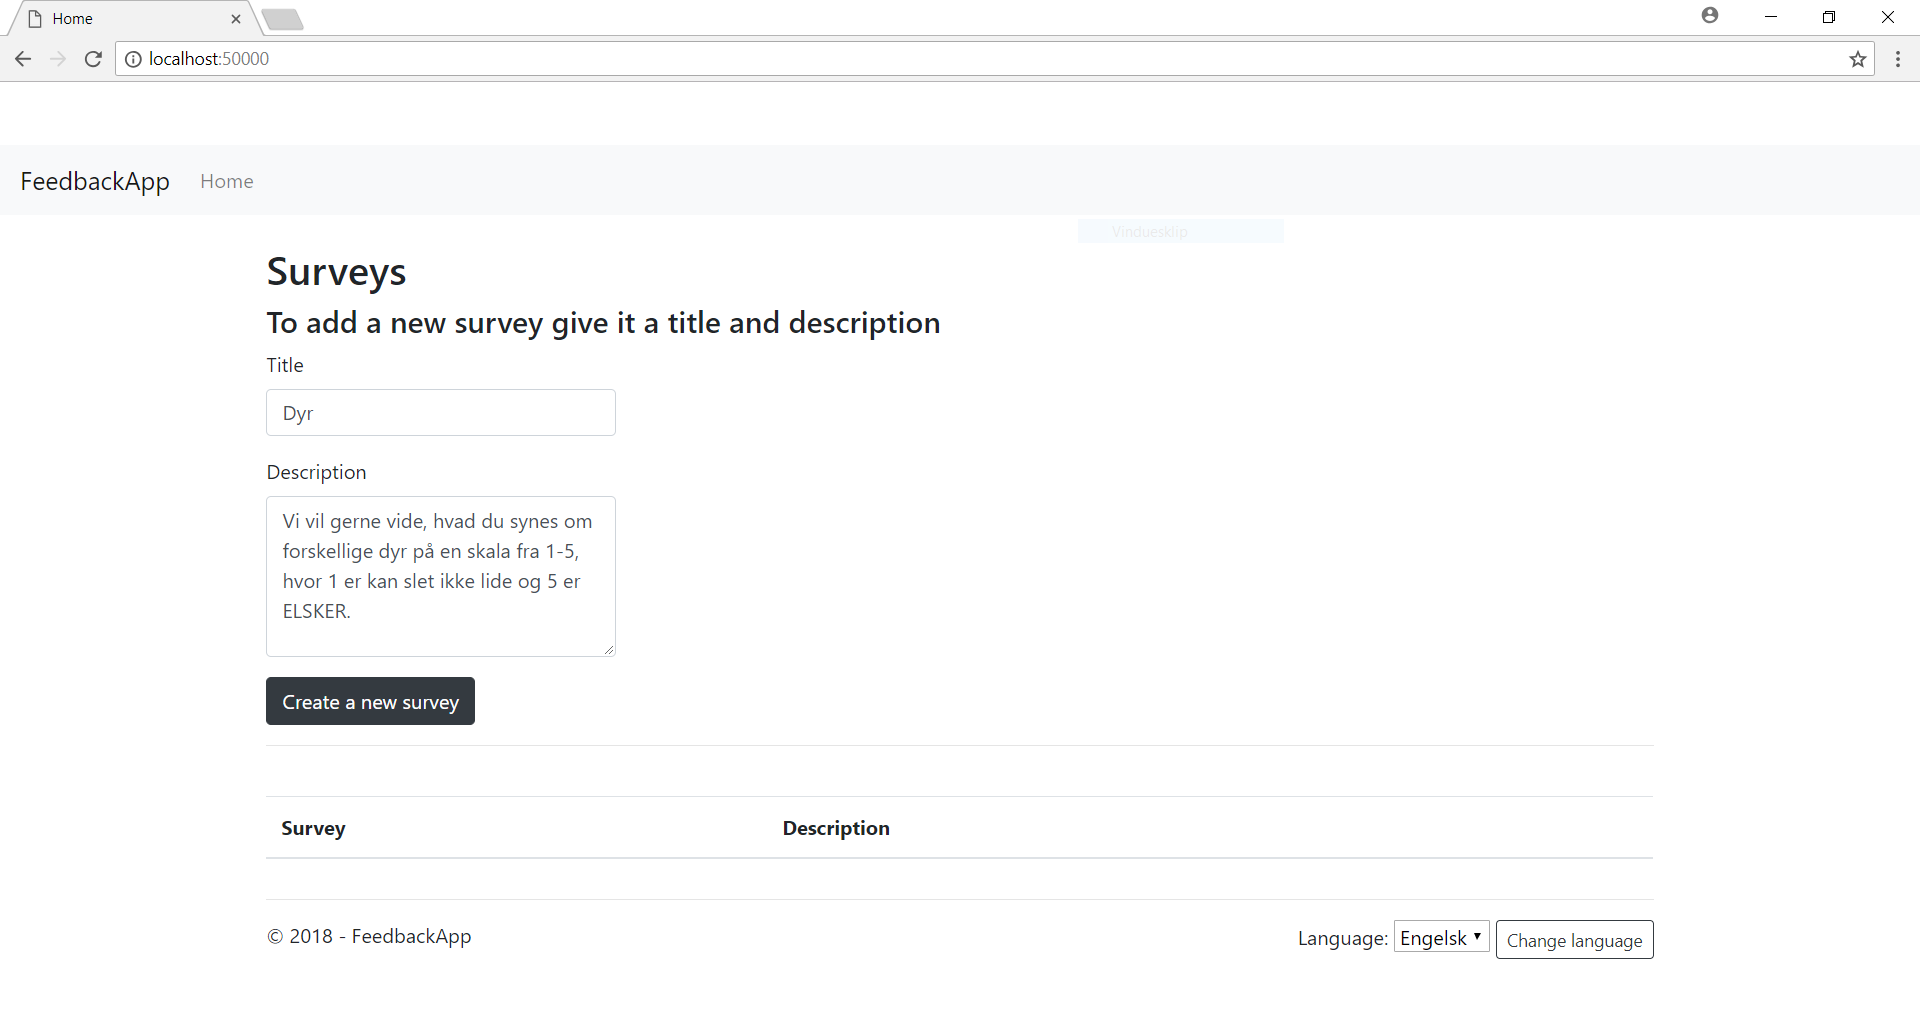 Home
localhost:50000
FeedbackApp Home
Vinduesklip
Surveys
To add a new survey give it a title and description
Title
Dyr
Description
Vi vil gerne vide, hvad du synes om
forskellige dyr på en skala fra 1-5,
hvor 1 er kan slet ikke lide og 5 er
ELSKER.
Create a new survey
Survey Description
© 2018 - FeedbackApp Language: Engelsk Change language